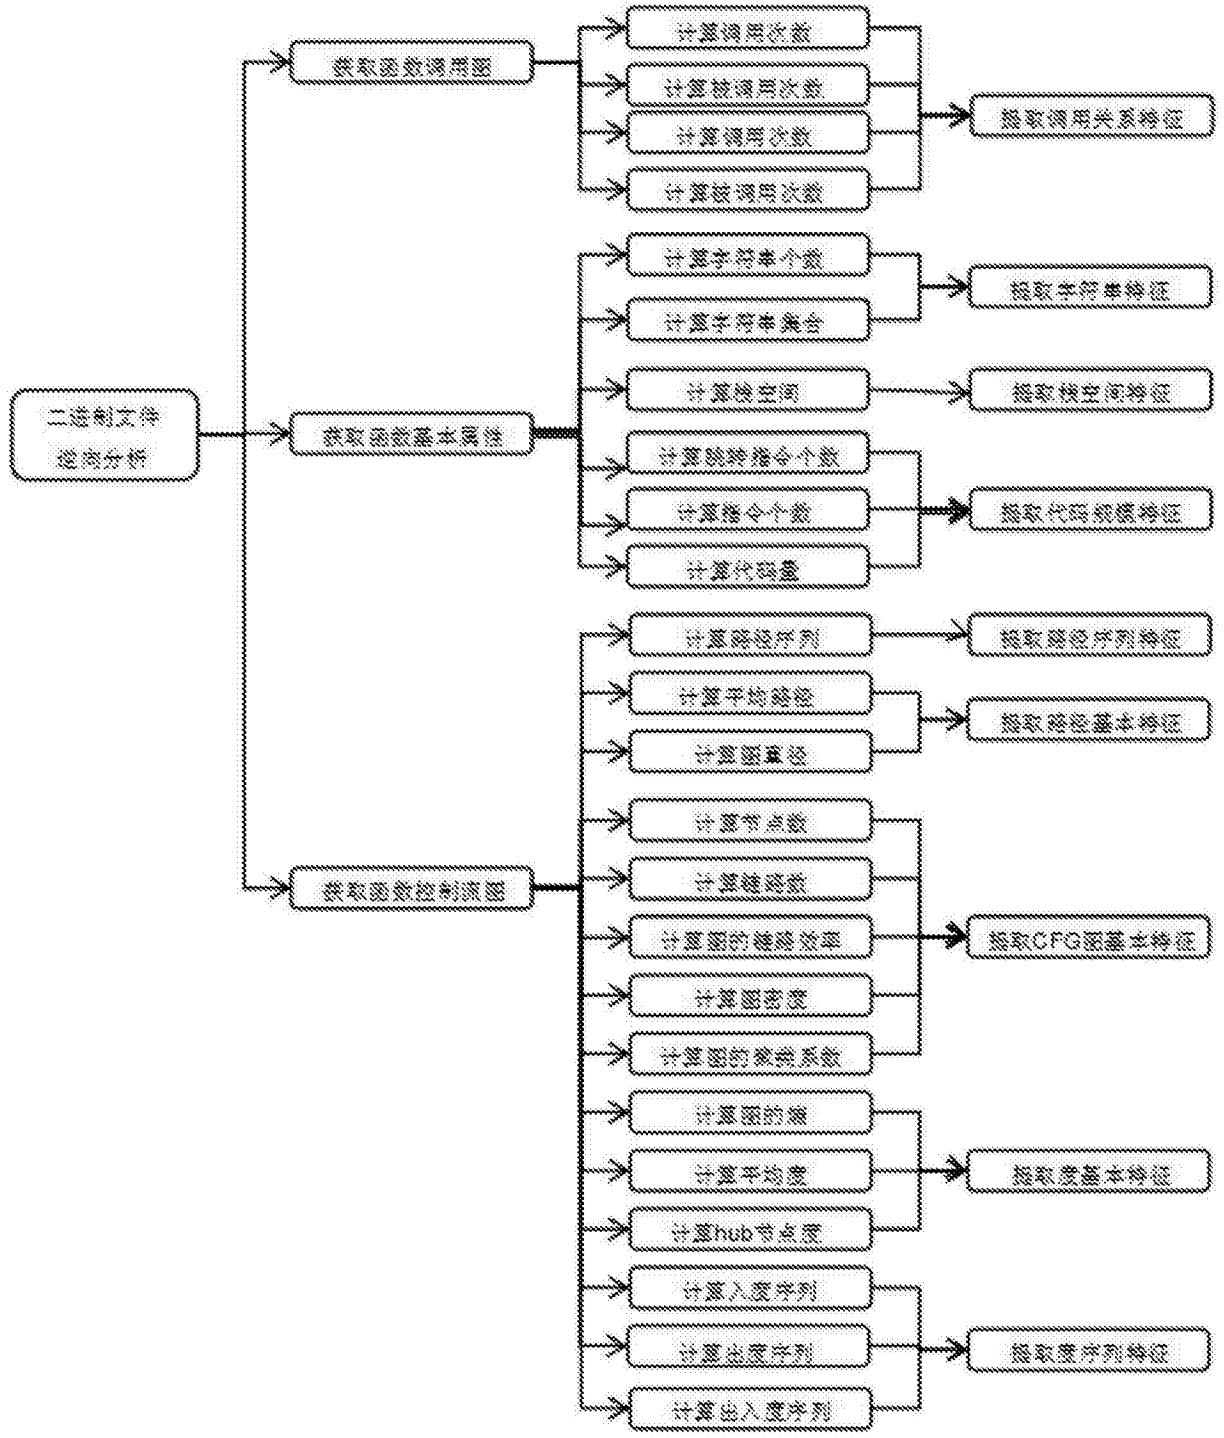 二进制文件
逆向分析
获取函数调用图
计算调用次数
计算被调用次数
计算调用次数
计算被调用次数
提取调用关系特征
获取函数基本属性
计算字符串个数
计算字符串集合
提取字符串特征
计算栈空间
提取栈空间特征
计算跳转指令个数
计算指令个数
计算代码量
提取代码规模特征
获取函数控制流图
计算路径序列
提取路径序列特征
计算平均路径
计算图直径
提取路径基本特征
计算节点数
计算链路数
计算图的链路效率
计算图密度
计算图的聚类系数
提取CFG图基本特征
计算图的熵
计算平均度
计算hub节点度
提取度基本特征
计算入度序列
计算出度序列
计算出入度序列
提取度序列特征